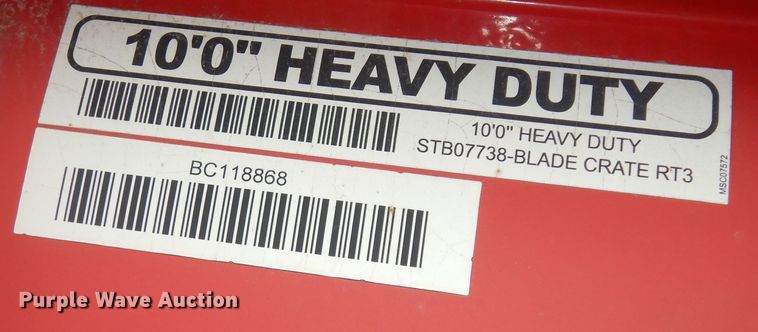 10'0" HEAVY DUTY
10'0" HEAVY DUTY
STB07738-BLADE CRATE RT3
MSC07572
BC118868
Purple Wave Auction